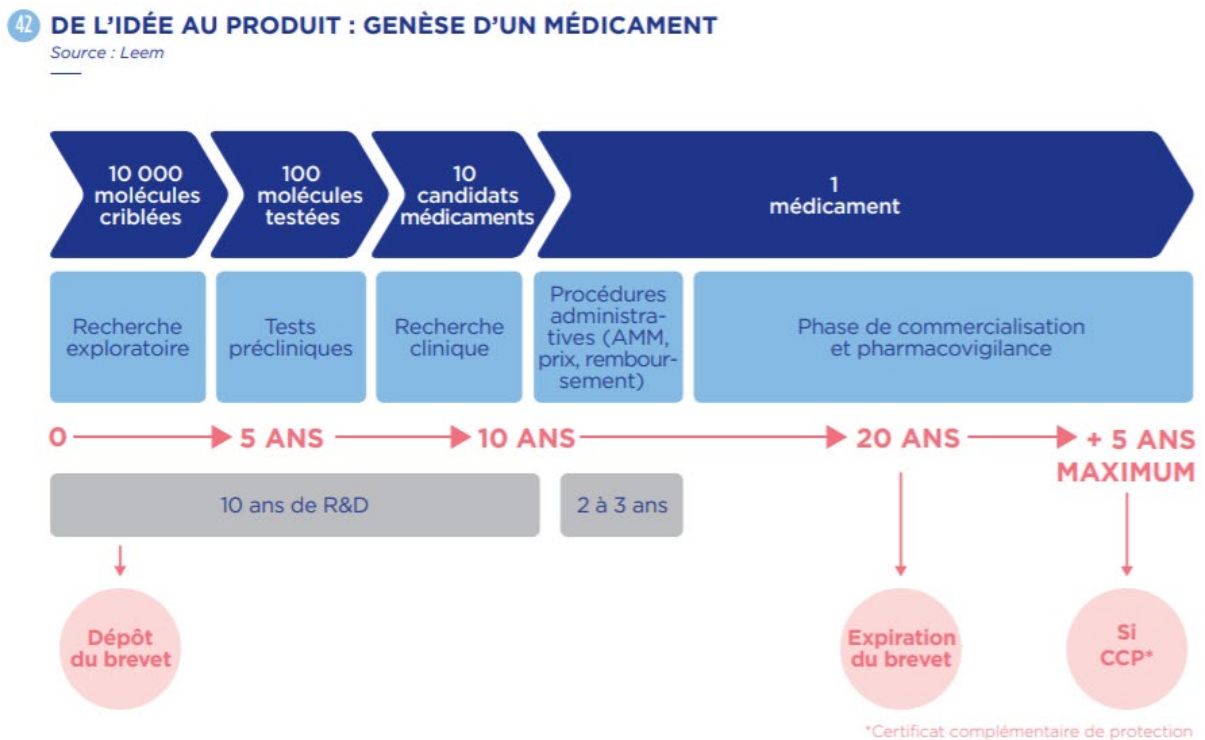 42 DE L’IDÉE AU PRODUIT : GENÈSE D’UN MÉDICAMENT
Source : Leem
10 000
molécules
criblées
100
molécules
testées
10
candidats
médicaments
1
médicament
Recherche
exploratoire
Tests
précliniques
Recherche
clinique
Procédures
administra-
tives (AMM,
prix, rembour-
sement)
Phase de commercialisation
et pharmacovigilance
0
5 ANS
10 ANS
20 ANS
+ 5 ANS
MAXIMUM
10 ans de R&D
2 à 3 ans
Dépôt
du brevet
Expiration
du brevet
Si
CCP*
*Certificat complémentaire de protection